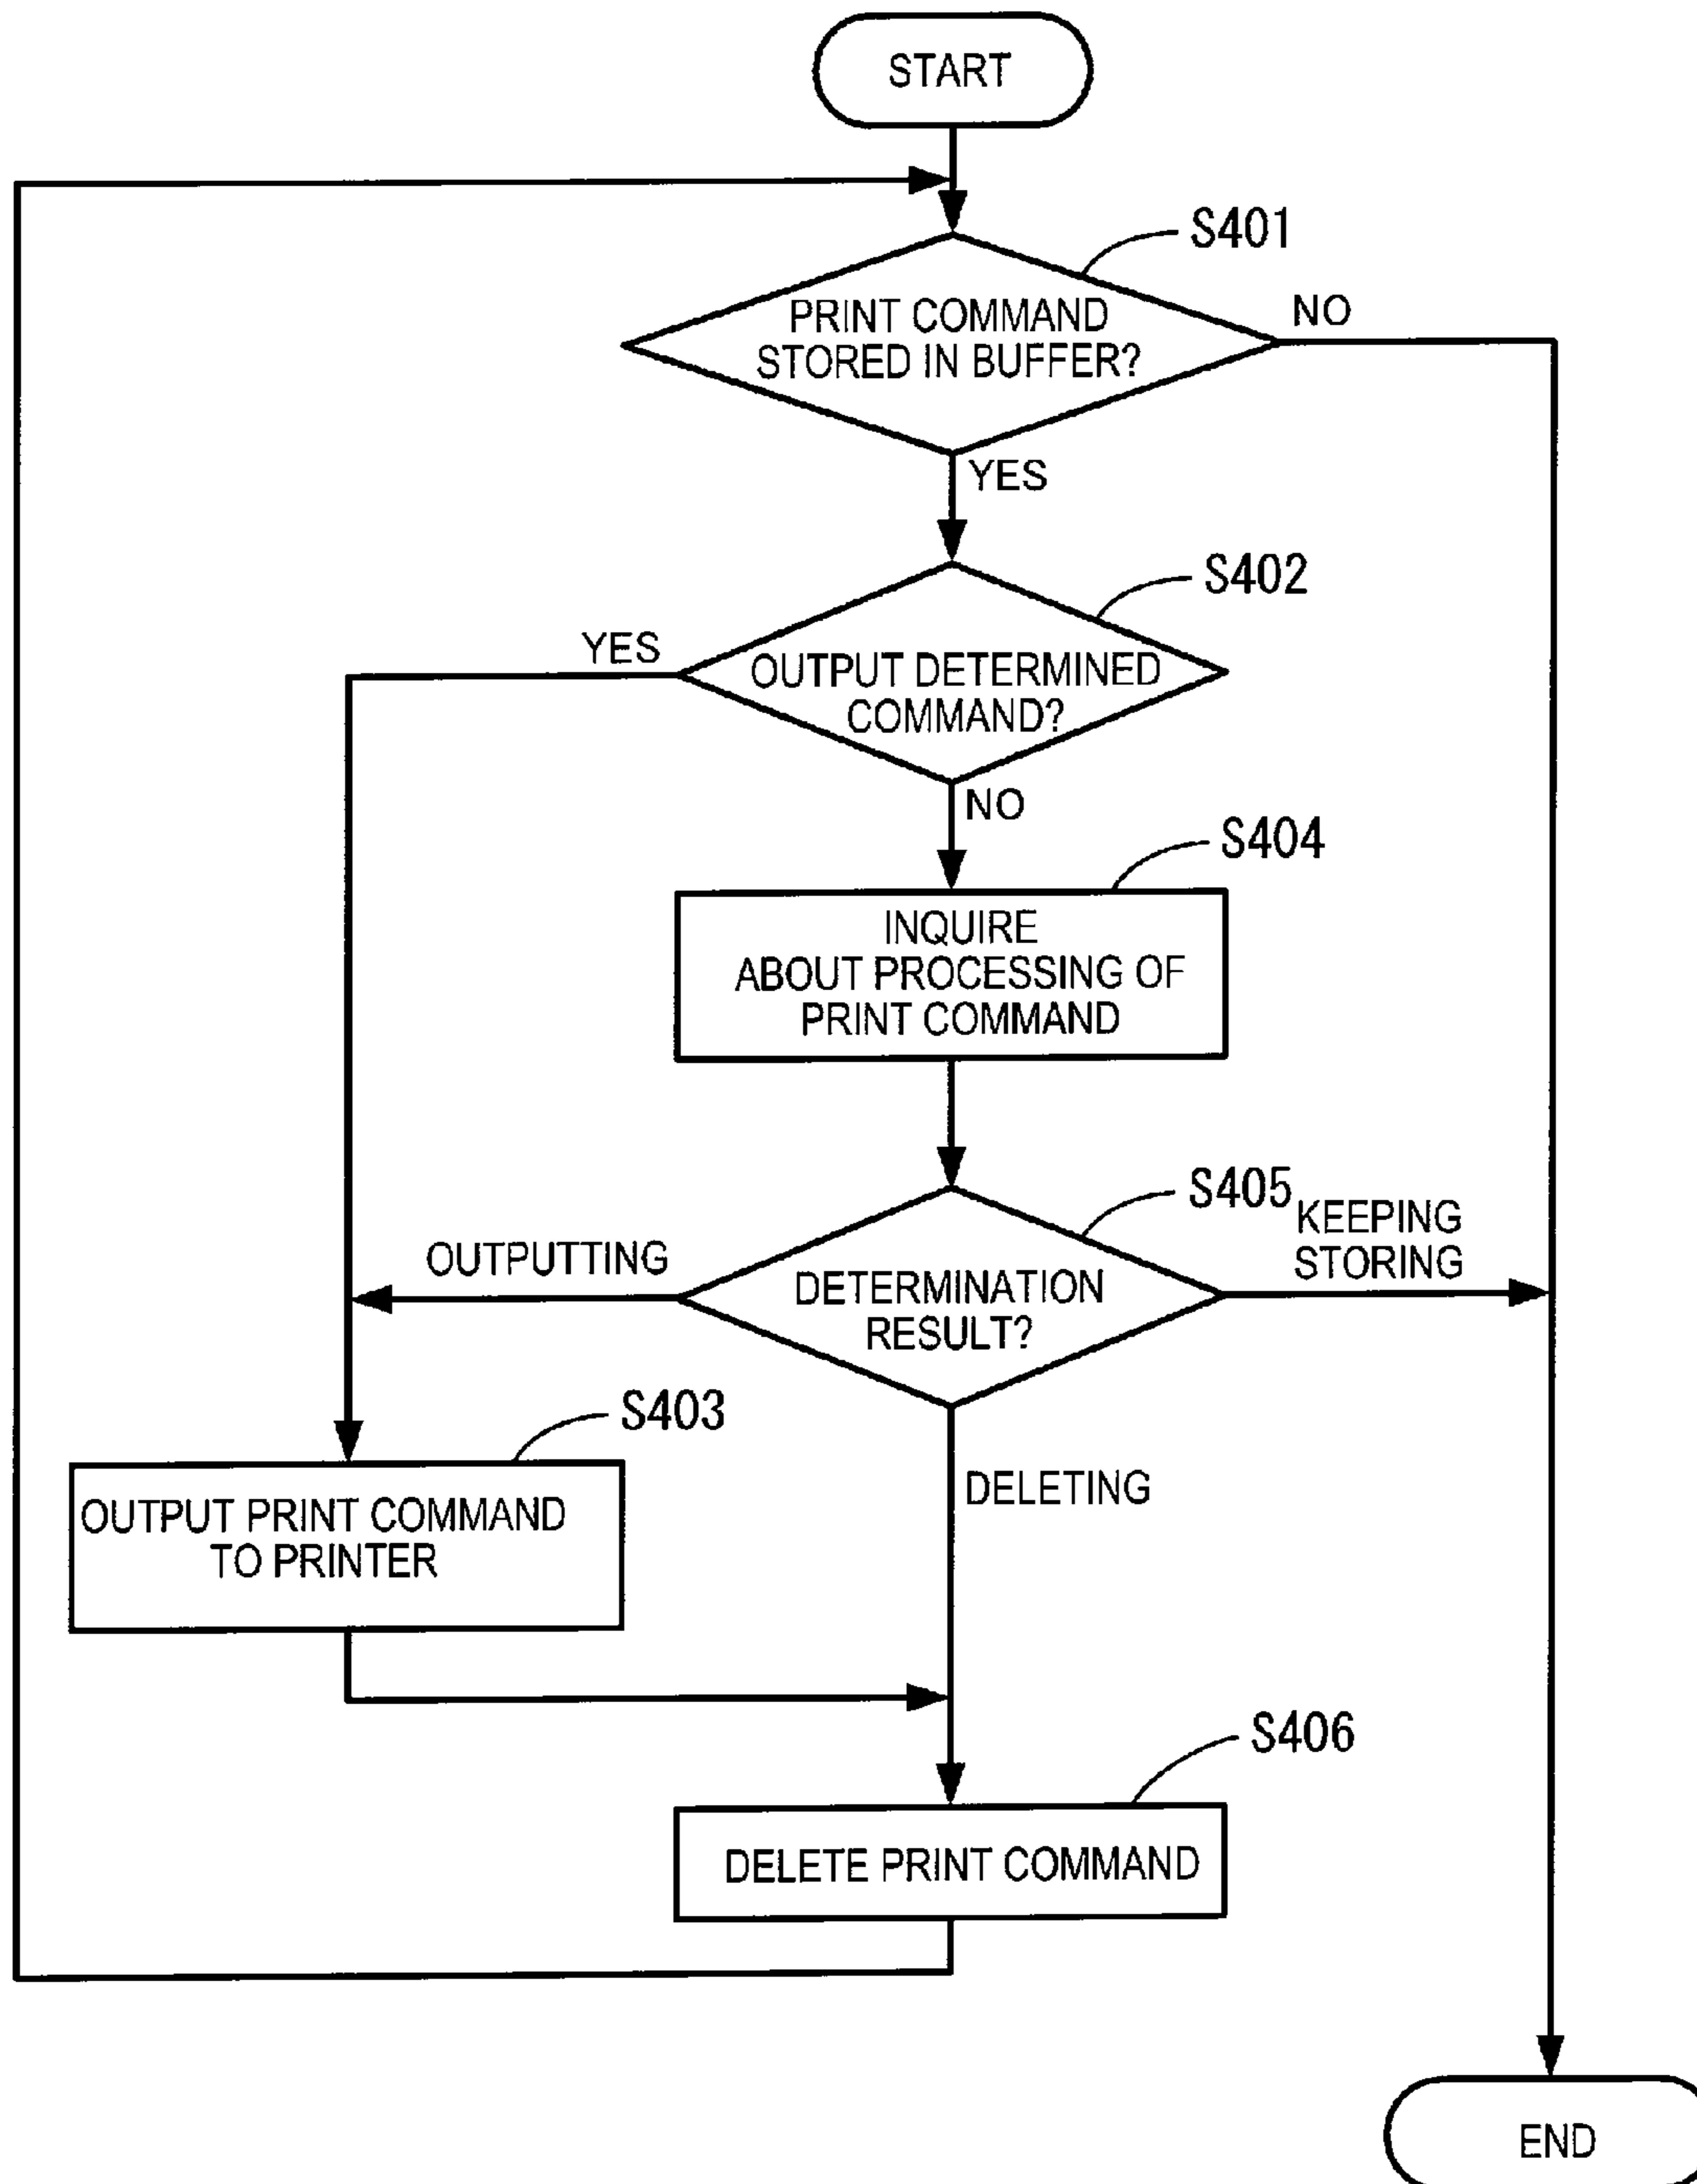 START
S401
PRINT COMMAND
STORED IN BUFFER?
NO
YES
S402
YES
OUTPUT DETERMINED
COMMAND?
NO
S404
INQUIRE
ABOUT PROCESSING OF
PRINT COMMAND
S405
KEEPING
STORING
OUTPUTTING
DETERMINATION
RESULT?
S403
DELETING
OUTPUT PRINT COMMAND
TO PRINTER
S406
DELETE PRINT COMMAND
END